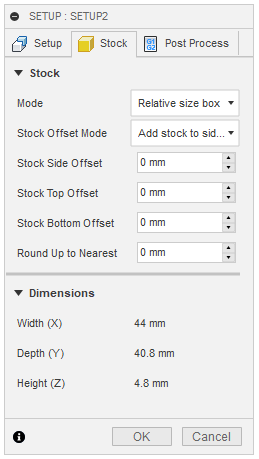 SETUP : SETUP2
Setup Stock G1 G2 Post Process
Stock
Mode Relative size box
Stock Offset Mode Add stock to sid...
Stock Side Offset 0 mm
Stock Top Offset 0 mm
Stock Bottom Offset 0 mm
Round Up to Nearest 0 mm
Dimensions
Width (X) 44 mm
Depth (Y) 40.8 mm
Height (Z) 4.8 mm
i OK Cancel